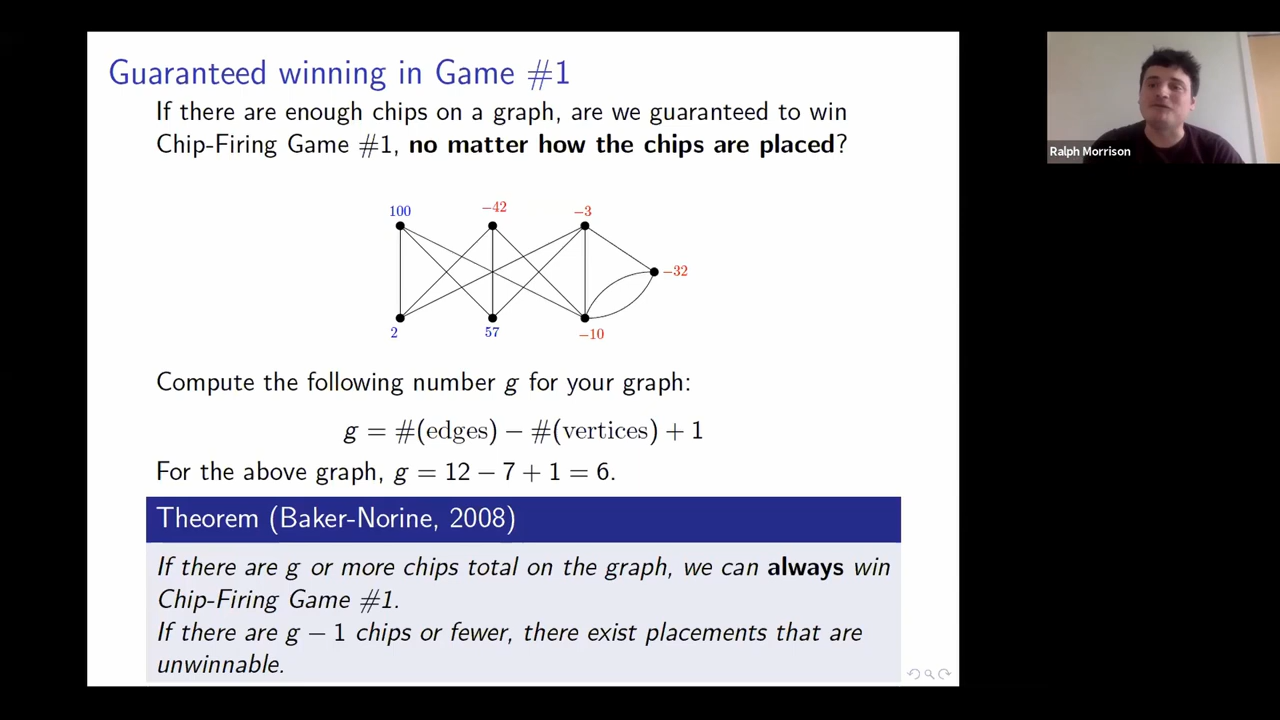 Guaranteed winning in Game #1
If there are enough chips on a graph, are we guaranteed to win
Chip-Firing Game #1, no matter how the chips are placed?
100
−42
−3
−32
2
57
−10
Compute the following number g for your graph:
g = #(edges) − #(vertices) + 1
For the above graph, g = 12 − 7 + 1 = 6.
Theorem (Baker-Norine, 2008)
If there are g or more chips total on the graph, we can always win
Chip-Firing Game #1.
If there are g − 1 chips or fewer, there exist placements that are
unwinnable.
Ralph Morrison